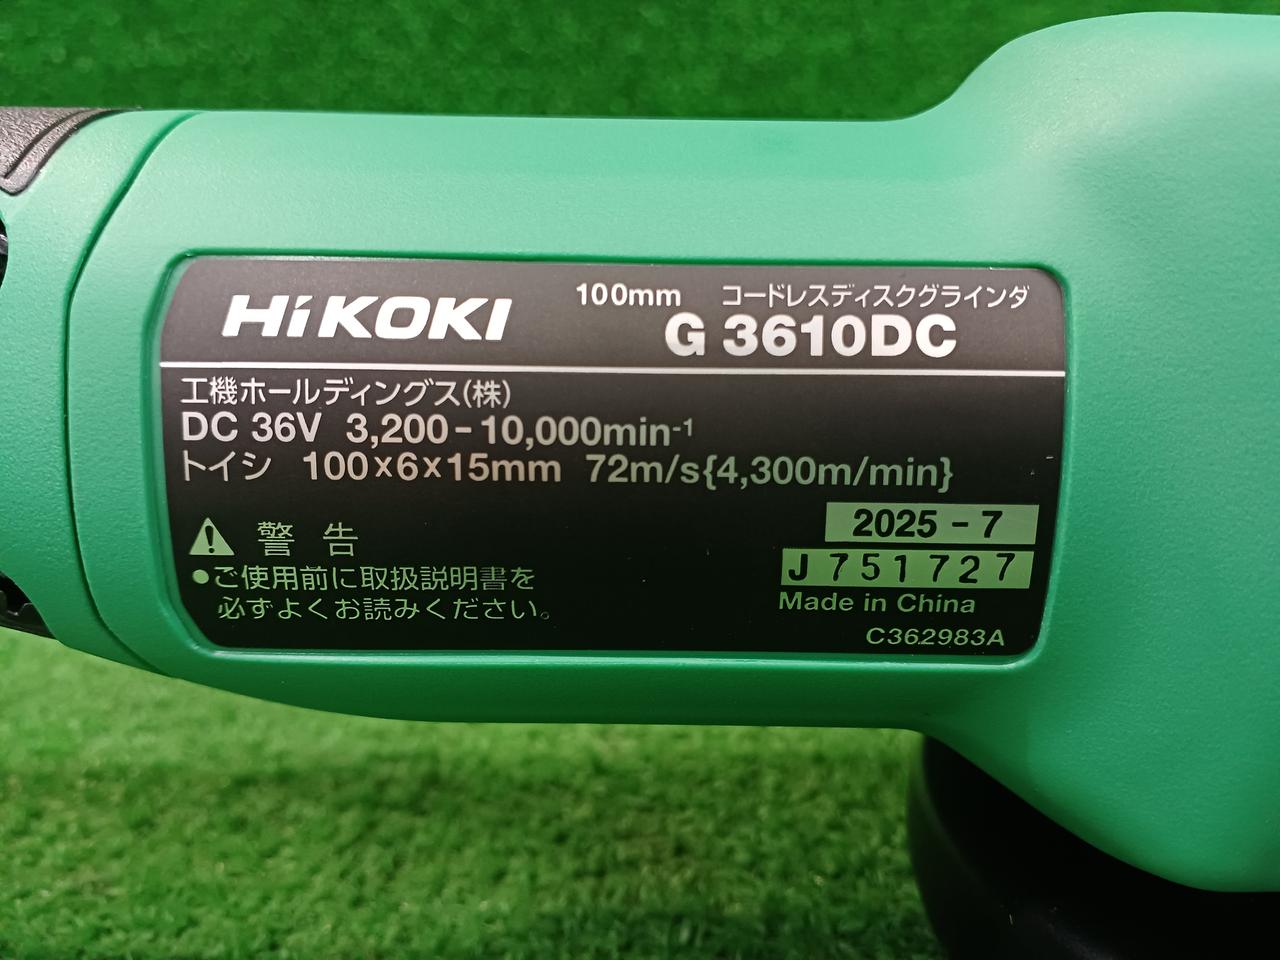 HiKOKI
100mm コードレスディスクグラインダ
G 3610DC
工機ホールディングス(株)
DC 36V 3,200-10,000min-¹
トイシ 100×6×15mm 72m/s{4,300m/min}
2025-7
警告
J751727
●ご使用前に取扱説明書を
必ずよくお読みください。
Made in China
C362983A